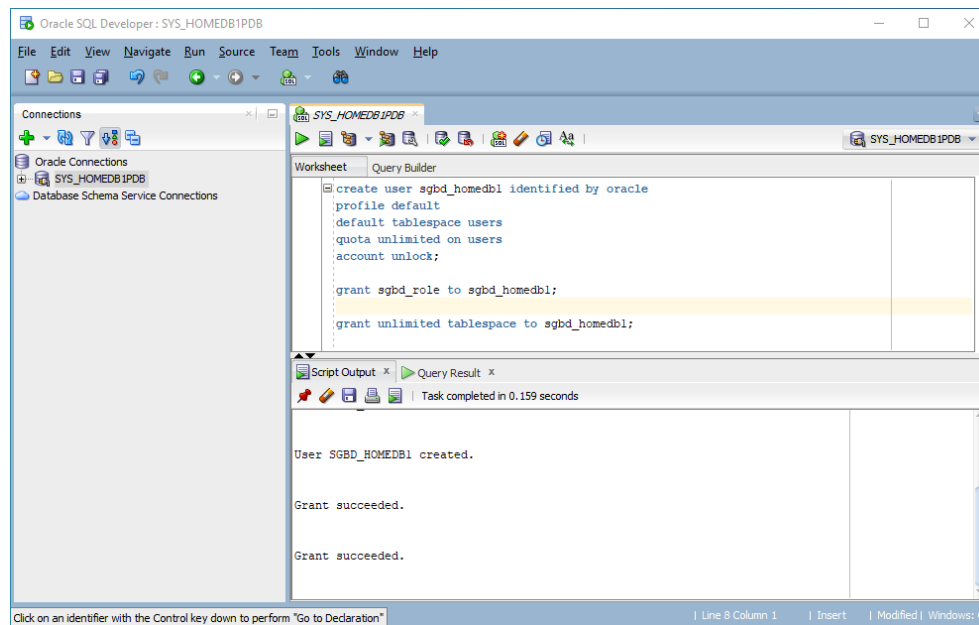 Oracle SQL Developer : SYS_HOMEDB1PDB
File Edit View Navigate Run Source Team Tools Window Help
Connections
SYS_HOMEDB1PDB
SYS_HOMEDB1PDB
Oracle Connections
SYS_HOMEDB1PDB
Database Schema Service Connections
Worksheet Query Builder
create user sgbd_homedb1 identified by oracle
profile default
default tablespace users
quota unlimited on users
account unlock;
grant sgbd_role to sgbd_homedb1;
grant unlimited tablespace to sgbd_homedb1;
Script Output x Query Result x
Task completed in 0.159 seconds
User SGBD_HOMEDB1 created.
Grant succeeded.
Grant succeeded.
Click on an identifier with the Control key down to perform "Go to Declaration" | Line 8 Column 1 | Insert | Modified | Windows: